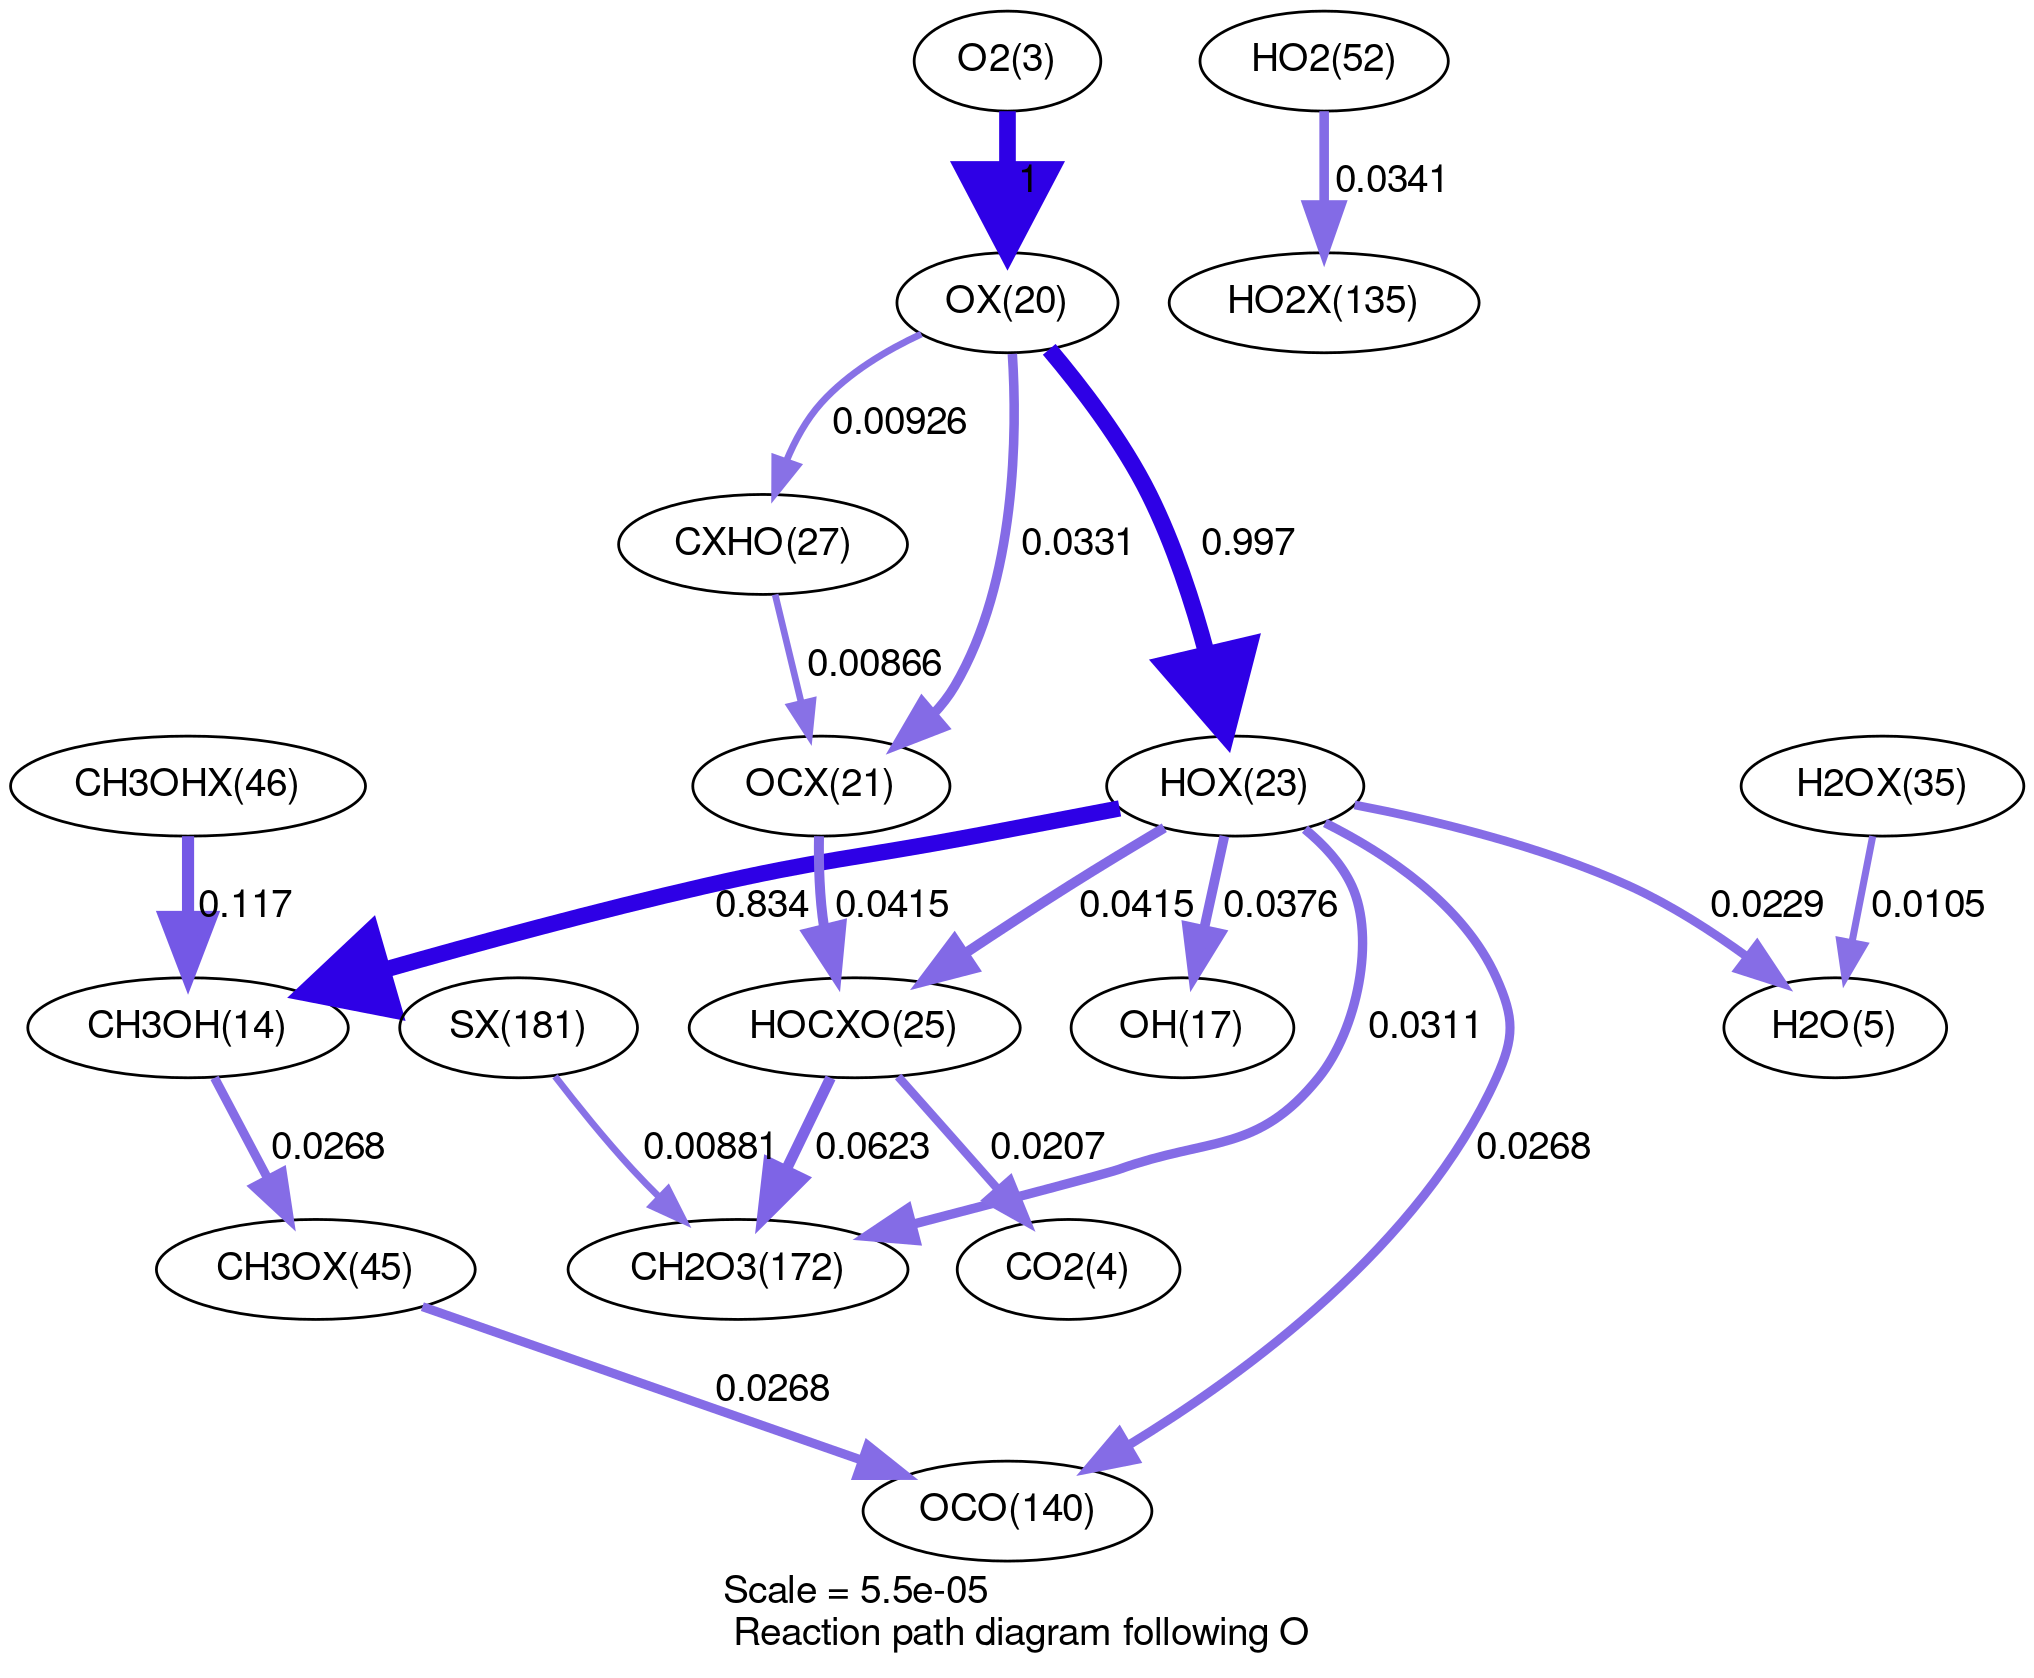 O2(3)
HO2(52)
1
0.0341
OX(20)
HO2X(135)
0.00926
CXHO(27)
0.0331
0.997
0.00866
CH3OHX(46)
OCX(21)
HOX(23)
H2OX(35)
0.117
0.834
0.0415
0.0415
0.0376
0.0229
0.0105
CH3OH(14)
SX(181)
HOCXO(25)
OH(17)
0.0311
H2O(5)
0.0268
0.00881
0.0623
0.0207
0.0268
CH3OX(45)
CH2O3(172)
CO2(4)
0.0268
OCO(140)
Scale = 5.5e-05
Reaction path diagram following O